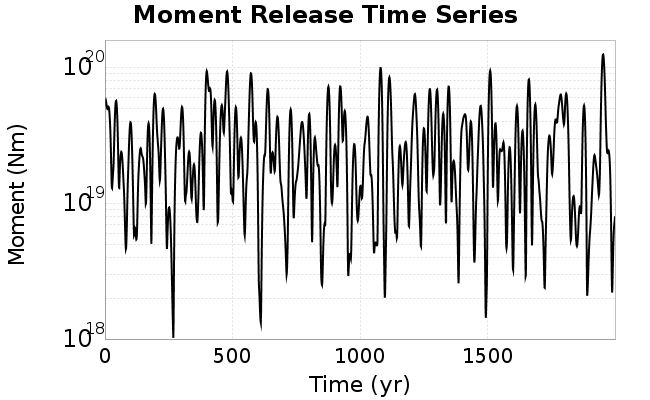 Moment Release Time Series
10^20
10^19
10^18
Moment (Nm)
0 500 1000 1500
Time (yr)